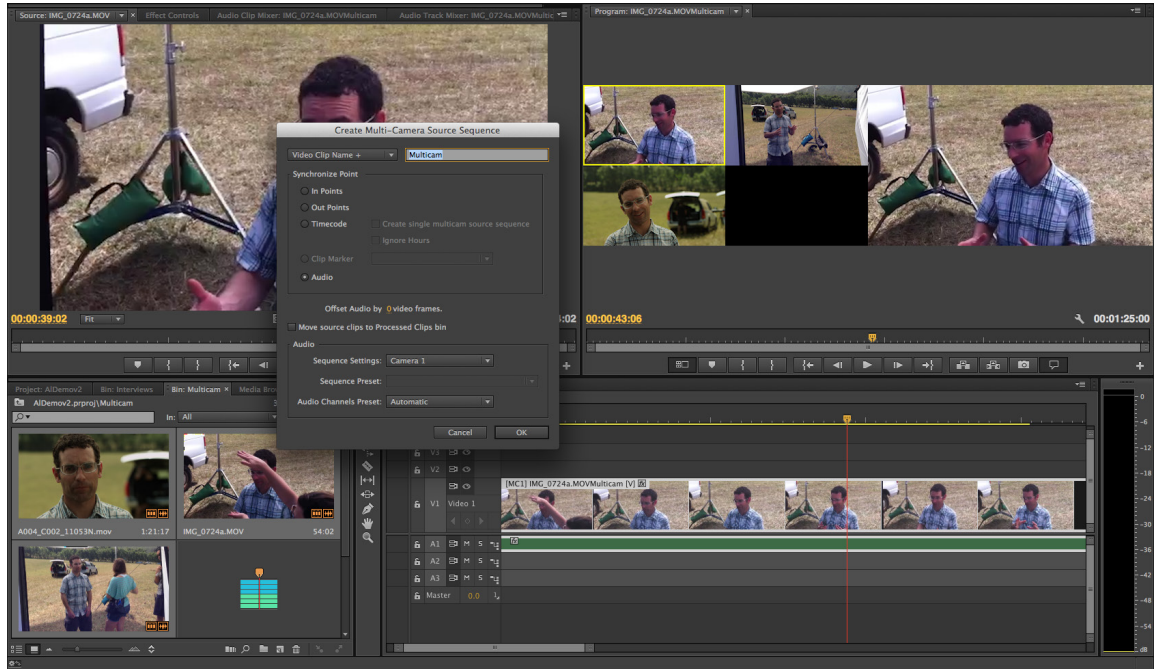 Source: IMG_0724a.MOV
Effect Controls
Audio Clip Mixer: IMG_0724a.MOVMulticam
Audio Track Mixer: IMG_0724a.MOVMultic
Program: IMG_0724a.MOVMulticam
Create Multi-Camera Source Sequence
Video Clip Name +
Multicam
Synchronize Point
In Points
Out Points
Timecode
Create single multicam source sequence
Ignore Hours
Clip Marker
Audio
Offset Audio by 0 video frames.
Move source clips to Processed Clips bin
Audio
Sequence Settings: Camera 1
Sequence Preset:
Audio Channels Preset: Automatic
Cancel
OK
00:00:39:02
Fit
:02
00:00:43:06
00:01:25:00
Project: AIDemov2
Bin: Interviews
Bin: Multicam
Media Bro
AIDemov2.prproj\Multicam
In: All
A004_C002_11053N.mov
1:21:17
IMG_0724a.MOV
54:02
V3
V2
[MC1] IMG_0724a.MOVMulticam [V]
V1
Video 1
A1
M
S
A2
M
S
A3
M
S
Master
0.0
0
-6
-12
-18
-24
-30
-36
-42
-48
-54
dB